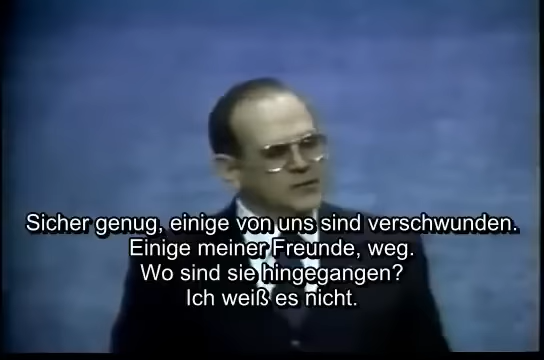 Sicher genug, einige von uns sind verschwunden.
Einige meiner Freunde, weg.
Wo sind sie hingegangen?
Ich weiß es nicht.